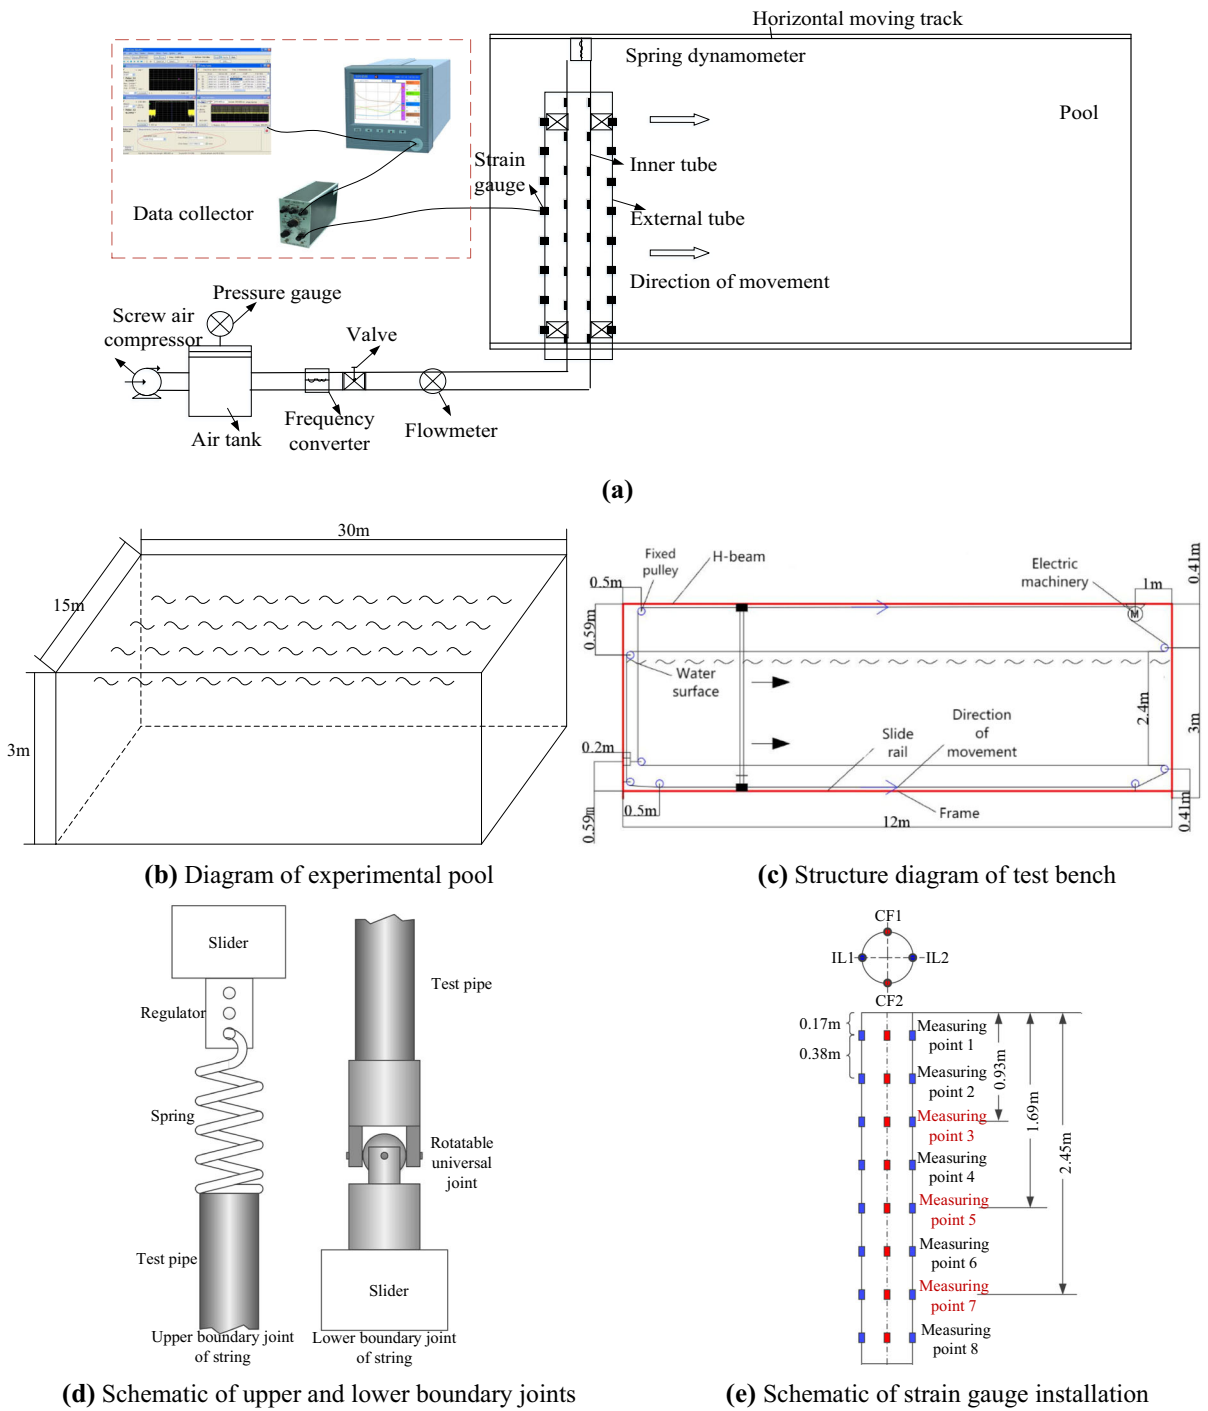 Horizontal moving track
Spring dynamometer
Pool
Strain
gauge
Inner tube
External tube
Data collector
Direction of movement
Pressure gauge
Screw air
compressor
Valve
Air tank
Frequency
converter
Flowmeter
(a)
30m
15m
3m
(b) Diagram of experimental pool
Fixed
pulley
H-beam
Electric
machinery
0.5m
1m
0.41m
0.59m
M
Water
surface
2.4m
3m
Direction
of
movement
Slide
rail
0.2m
0.5m
0.59m
Frame
12m
0.41m
(c) Structure diagram of test bench
Slider
Regulator
Spring
Test pipe
Upper boundary joint
of string
Test pipe
Rotatable
universal
joint
Slider
Lower boundary joint
of string
(d) Schematic of upper and lower boundary joints
CF1
IL1
IL2
CF2
0.17m
0.38m
Measuring
point 1
Measuring
point 2
Measuring
point 3
Measuring
point 4
Measuring
point 5
Measuring
point 6
Measuring
point 7
Measuring
point 8
0.93m
1.69m
2.45m
(e) Schematic of strain gauge installation